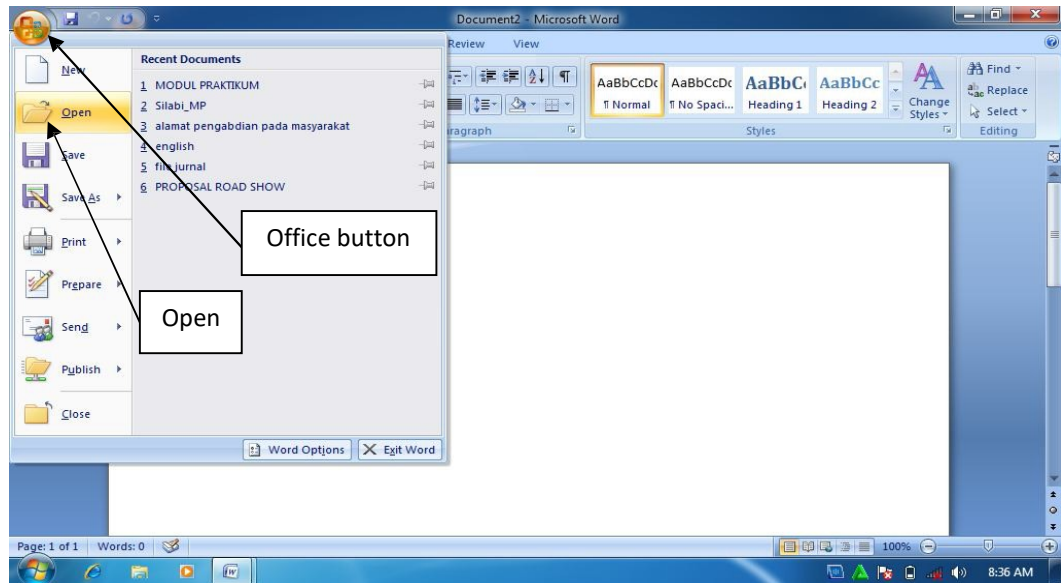 Document2 - Microsoft Word
Review View
New
Open
Save
Save As
Print
Prepare
Send
Publish
Close
Recent Documents
1 MODUL PRAKTIKUM
2 Silabi_MP
3 alamat pengabdian pada masyarakat
4 english
5 file jurnal
6 PROPOSAL ROAD SHOW
Office button
Open
Word Options
Exit Word
AaBbCcDc AaBbCcDc AaBbC AaBbCc
¶ Normal ¶ No Spaci... Heading 1 Heading 2
Change
Styles
Find
Replace
Select
Styles Editing
Page: 1 of 1 Words: 0 100%
8:36 AM